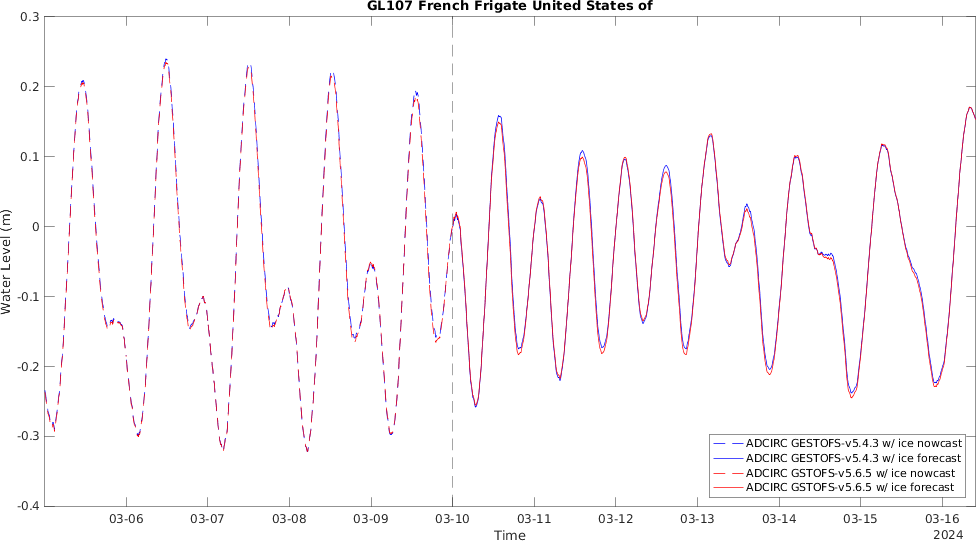 GL107 French Frigate United States of
0.3
0.2
0.1
0
-0.1
-0.2
-0.3
-0.4
Water Level (m)
ADCIRC GESTOFS-v5.4.3 w/ ice nowcast
ADCIRC GESTOFS-v5.4.3 w/ ice forecast
ADCIRC GSTOFS-v5.6.5 w/ ice nowcast
ADCIRC GSTOFS-v5.6.5 w/ ice forecast
03-06 03-07 03-08 03-09 03-10 03-11 03-12 03-13 03-14 03-15 03-16
Time
2024